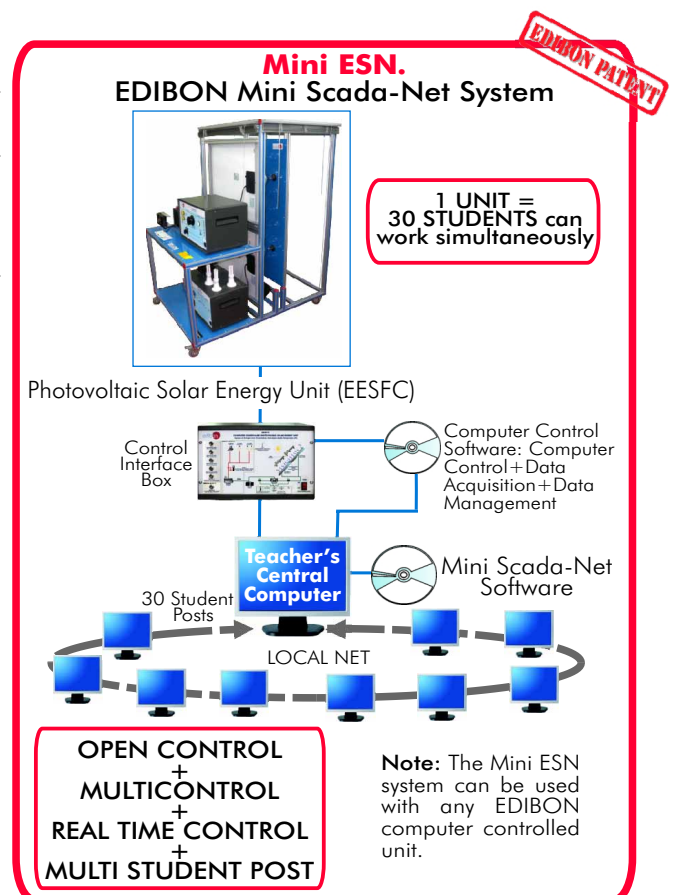 EDIBON PATENT
Mini ESN.
EDIBON Mini Scada-Net System
1 UNIT =
30 STUDENTS can
work simultaneously
Photovoltaic Solar Energy Unit (EESFC)
Control
Interface
Box
Computer Control
Software: Computer
Control+Data
Acquisition+Data
Management
Teacher's
Central
Computer
Mini Scada-Net
Software
30 Student
Posts
LOCAL NET
OPEN CONTROL
+
MULTICONTROL
+
REAL TIME CONTROL
+
MULTI STUDENT POST
Note: The Mini ESN
system can be used
with any EDIBON
computer controlled
unit.